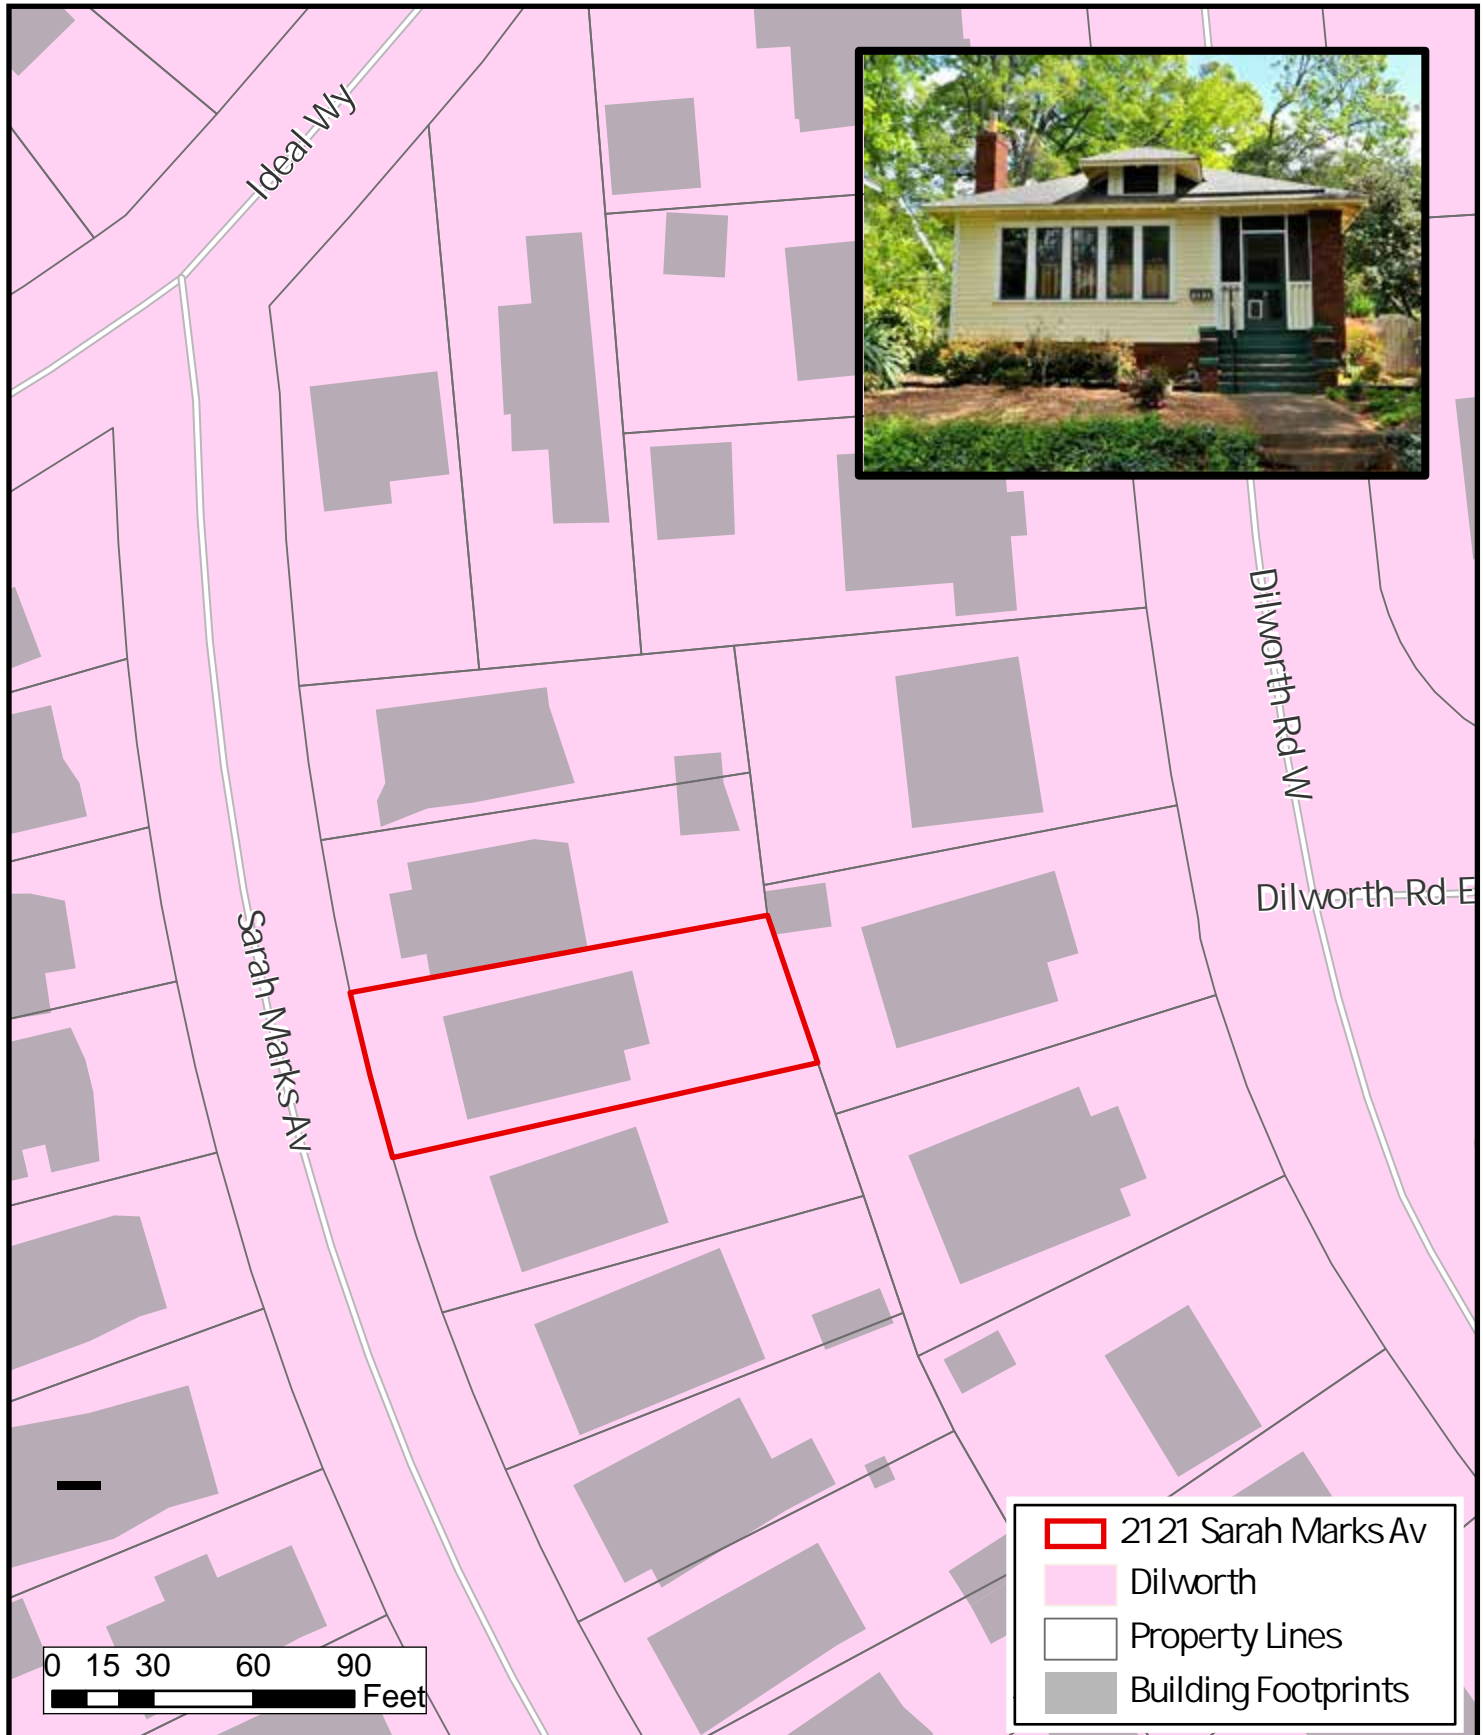 Ideal Wy
Dilworth Rd W
Dilworth Rd E
Sarah Marks Av
2121 Sarah Marks Av
Dilworth
Property Lines
Building Footprints
0 15 30 60 90
Feet